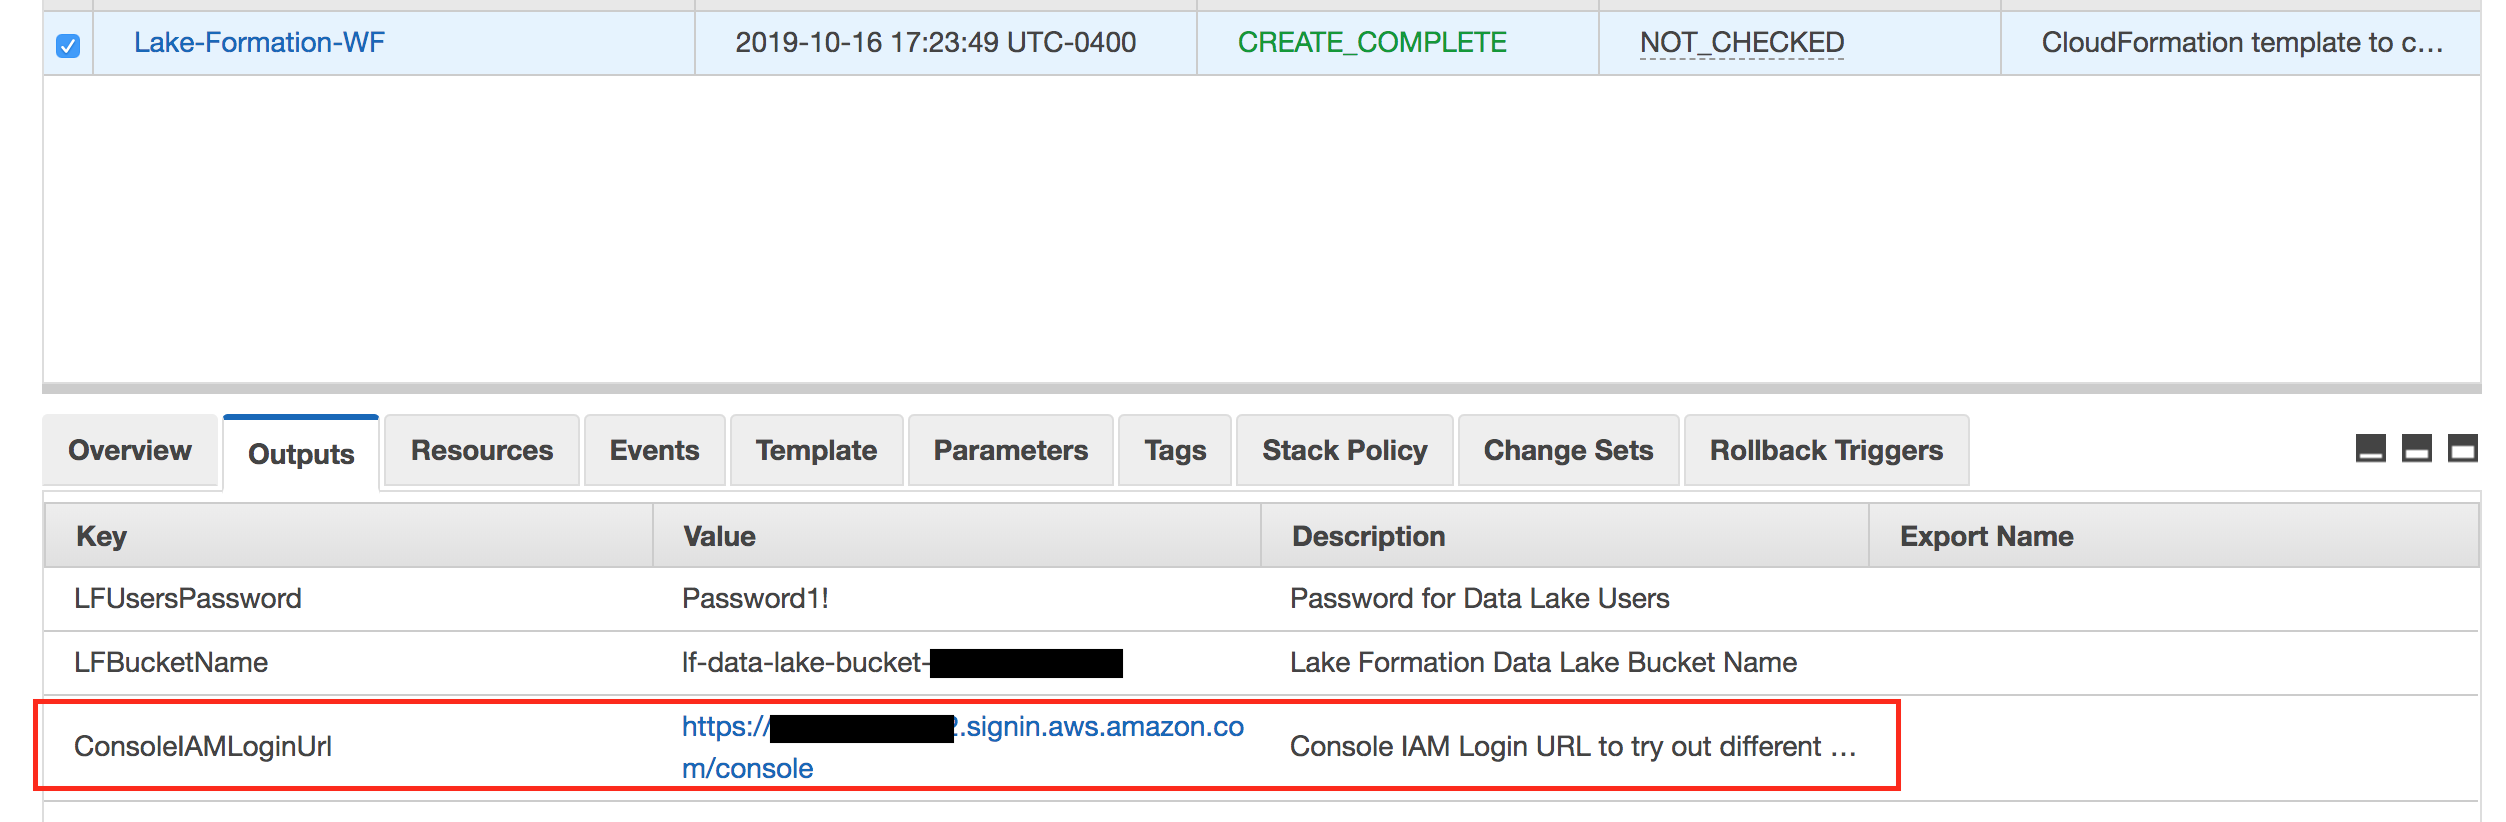 Lake-Formation-WF 2019-10-16 17:23:49 UTC-0400 CREATE_COMPLETE NOT_CHECKED CloudFormation template to c...
Overview Outputs Resources Events Template Parameters Tags Stack Policy Change Sets Rollback Triggers
Key Value Description Export Name
LFUsersPassword Password1! Password for Data Lake Users
LFBucketName lf-data-lake-bucket- Lake Formation Data Lake Bucket Name
ConsoleIAMLoginUrl https:// .signin.aws.amazon.co Console IAM Login URL to try out different ...
m/console